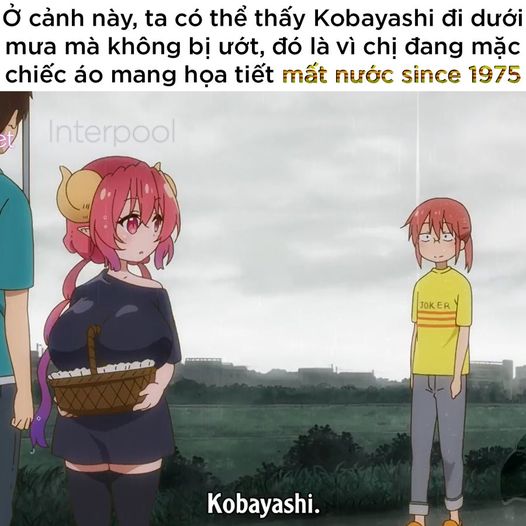 Ở cảnh này, ta có thể thấy Kobayashi đi dưới
mưa mà không bị ướt, đó là vì chị đang mặc
chiếc áo mang họa tiết mất nước since 1975
et
Interpool
JOKER
Kobayashi.